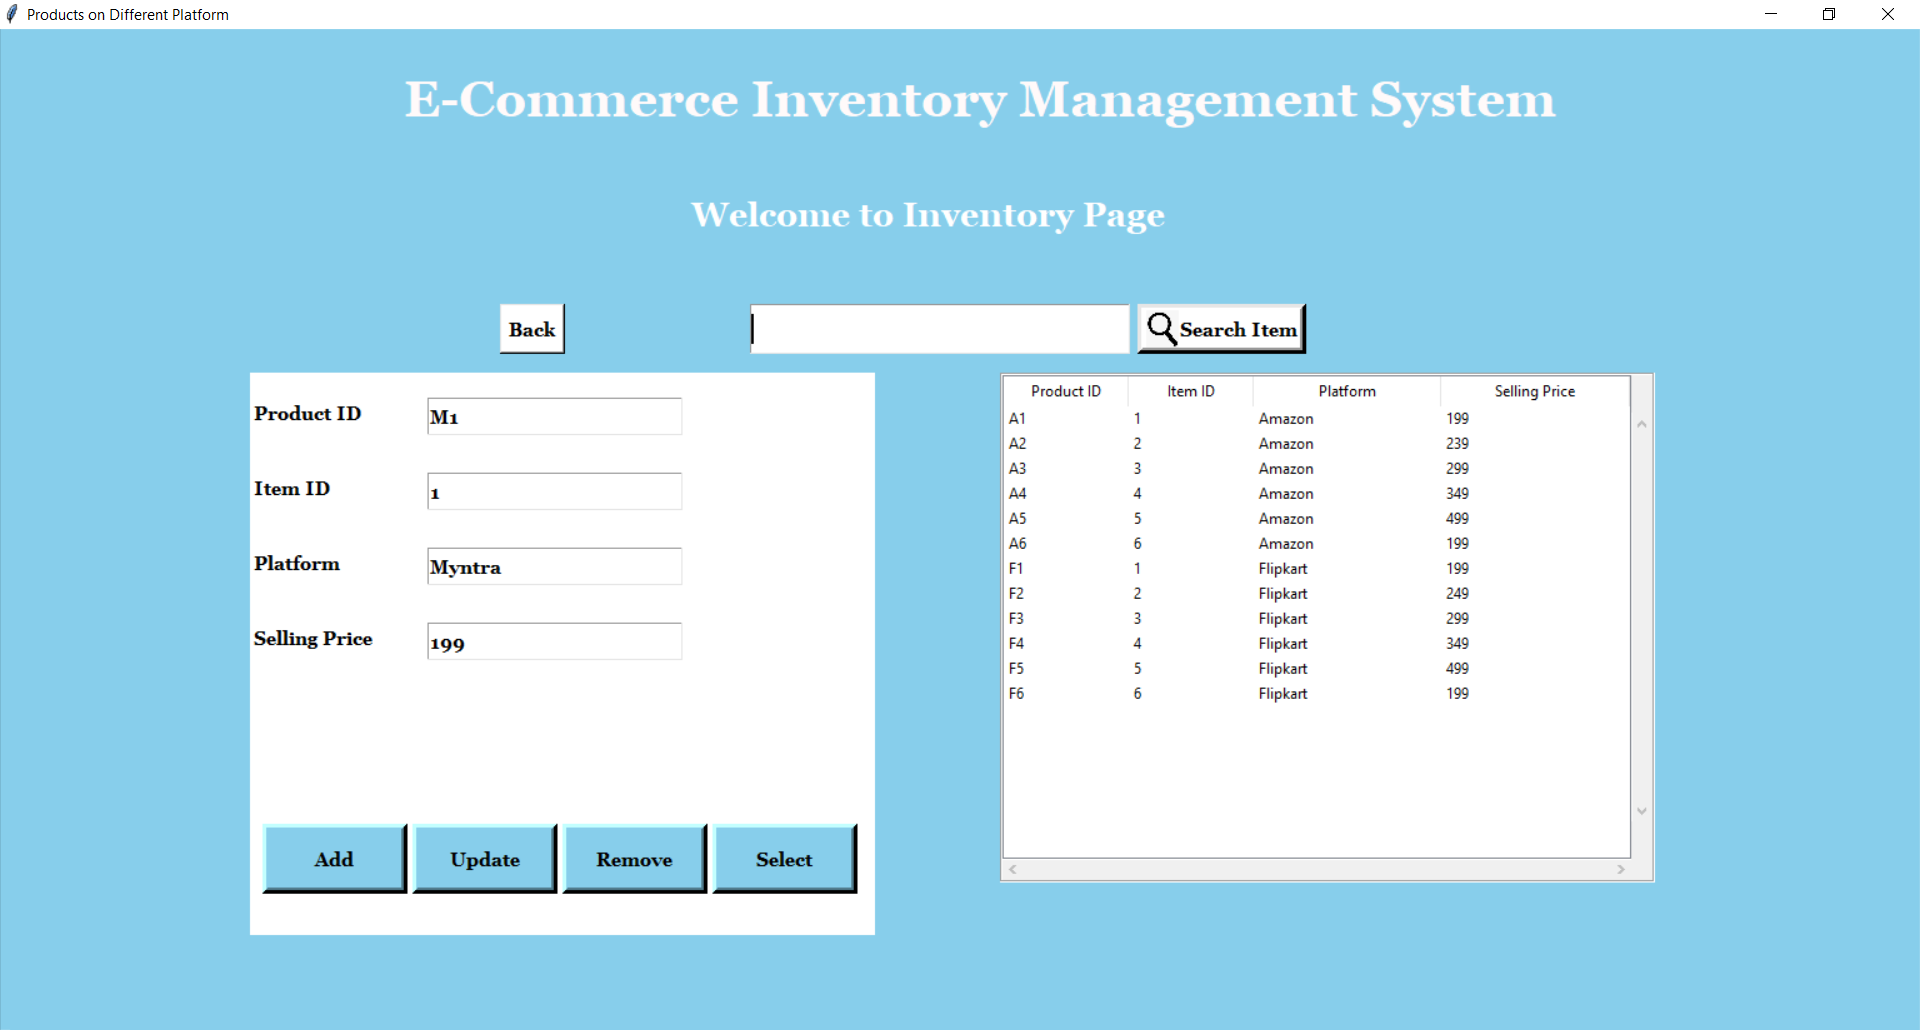 Products on Different Platform
E-Commerce Inventory Management System
Welcome to Inventory Page
Back
Search Item
Product ID M1
Item ID 1
Platform Myntra
Selling Price 199
Add Update Remove Select
Product ID Item ID Platform Selling Price
A1 1 Amazon 199
A2 2 Amazon 239
A3 3 Amazon 299
A4 4 Amazon 349
A5 5 Amazon 499
A6 6 Amazon 199
F1 1 Flipkart 199
F2 2 Flipkart 249
F3 3 Flipkart 299
F4 4 Flipkart 349
F5 5 Flipkart 499
F6 6 Flipkart 199